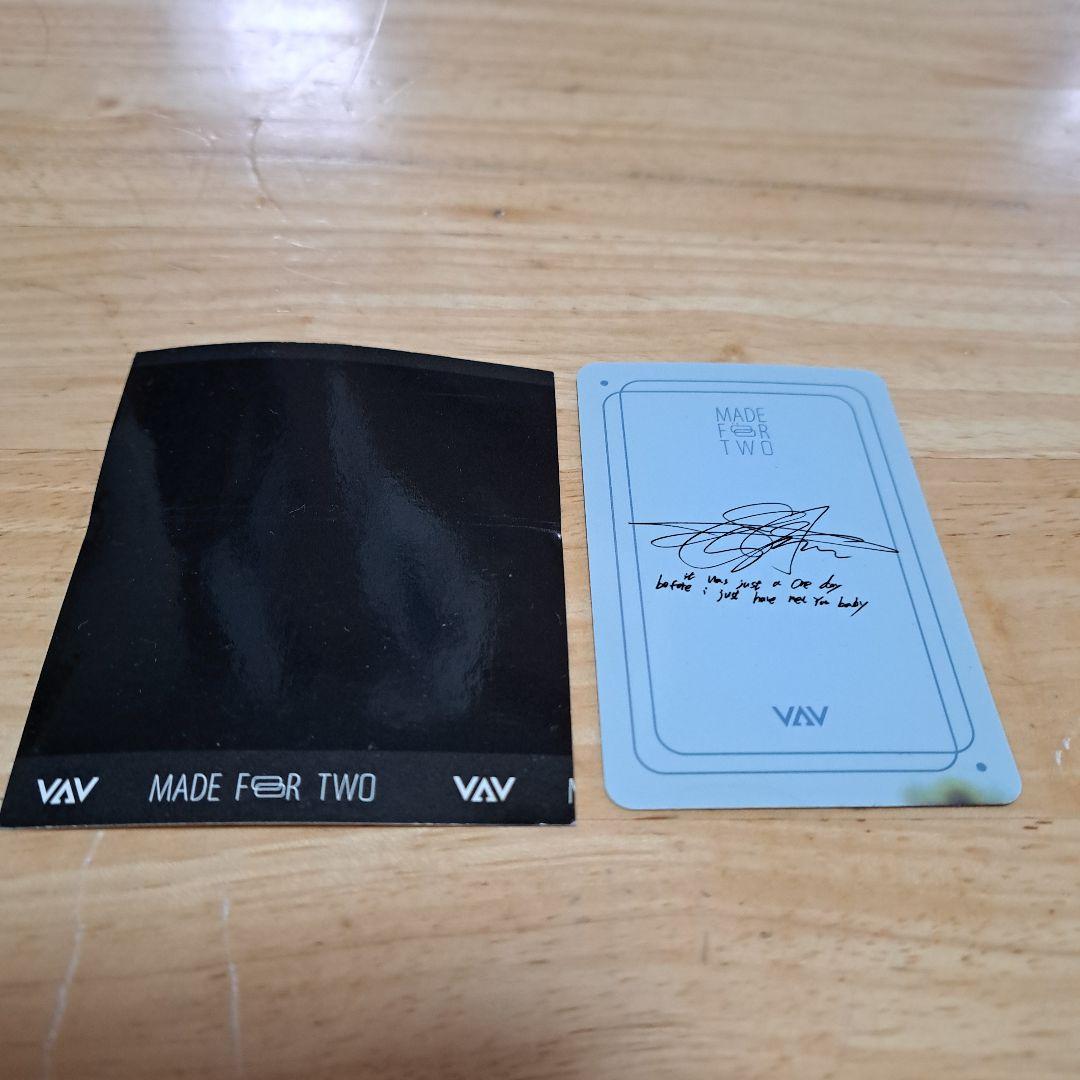 VAV MADE FOR TWO VAV
MADE
FOR
TWO
it was just a one day
before i just have met you baby
VAV